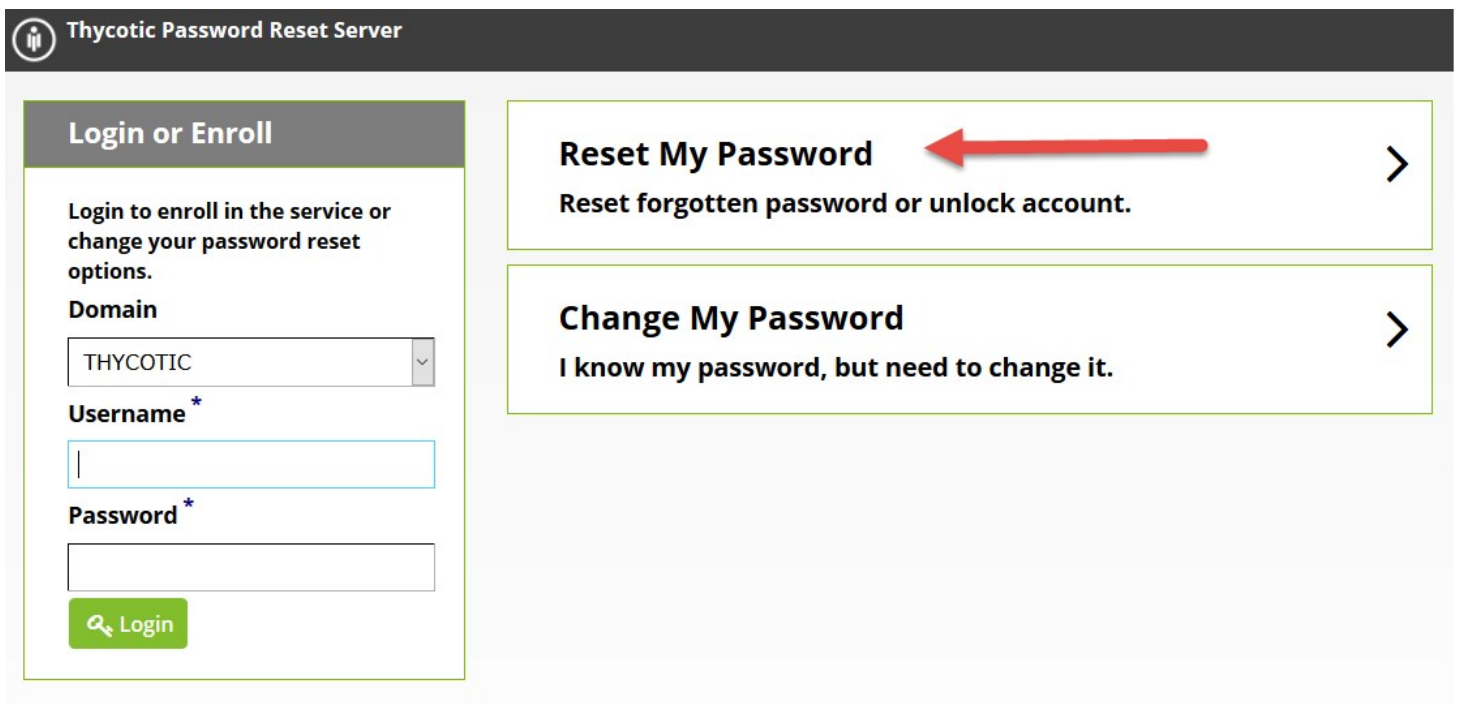 Thycotic Password Reset Server
Login or Enroll
Login to enroll in the service or
change your password reset
options.
Domain
THYCOTIC
Username *
Password *
Login
Reset My Password
Reset forgotten password or unlock account.
Change My Password
I know my password, but need to change it.